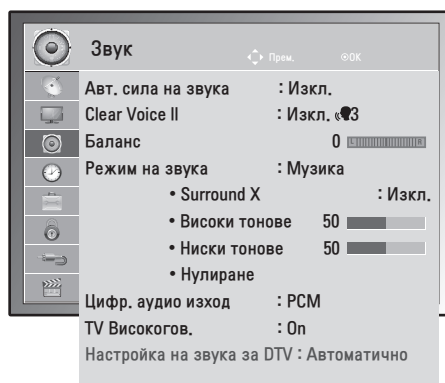 Звук
Прем. OK
Авт. сила на звука : Изкл.
Clear Voice II : Изкл. 3
Баланс 0 L R
Режим на звука : Музика
• Surround X : Изкл.
• Високи тонове 50
• Ниски тонове 50
• Нулиране
Цифр. аудио изход : PCM
TV Високогов. : On
Настройка на звука за DTV : Автоматично